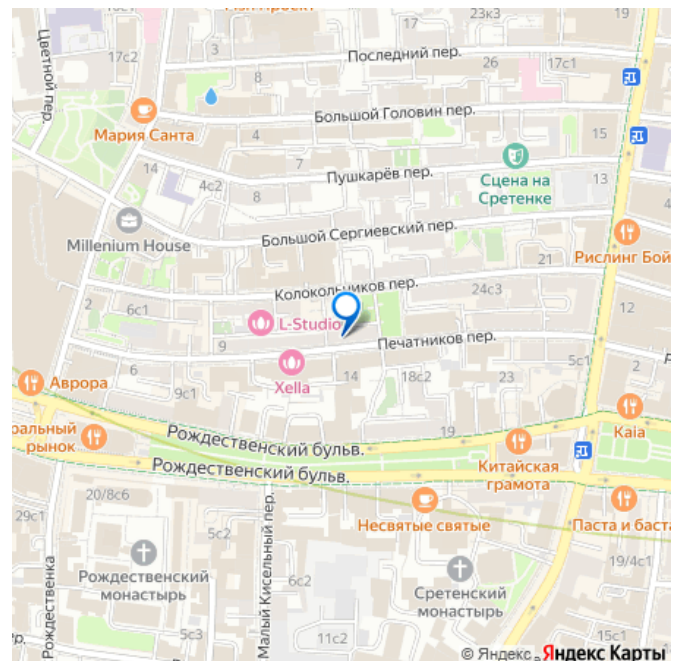 23к3
19
17с2
3
Последний пер.
Цветной пер.
8
26
17с1
Большой Головин пер.
Мария Санта
4
7
15
Пушкарёв пер.
14
4с2
8
Сцена на
Сретенке
13
Millenium House
Большой Сергиевский пер.
Рислинг Бой
21
Колокольников пер.
24с3
2
6с1
12
L-Studio
Печатников пер.
9
6
5с1
2
Xella
14
18с2
23
Аврора
9с1
19
Kaia
ральный
рынок
Рождественский бульв.
Рождественский бульв.
Китайская
грамота
20/8с6
Несвятые святые
Паста и баста
29с1
5с2
Малый Кисельный пер.
Рождественский
монастырь
6с2
Сретенский
монастырь
19/4с1
Рождественка
5с3
11с2
15с1
© Яндекс
Яндекс Карты